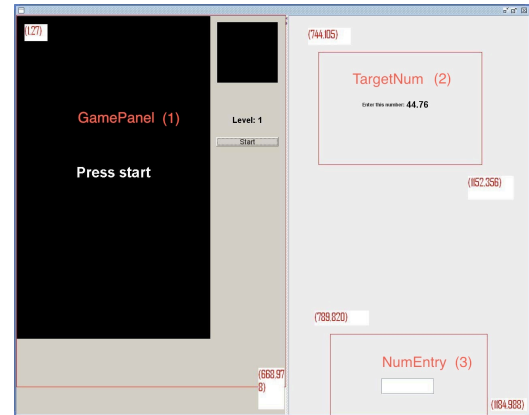 (1,27)
GamePanel (1)
Press start
Level: 1
Start
(668,97
8)
(744,105)
TargetNum (2)
Enter this number: 44.76
(1152,356)
(789,820)
NumEntry (3)
(1184,988)